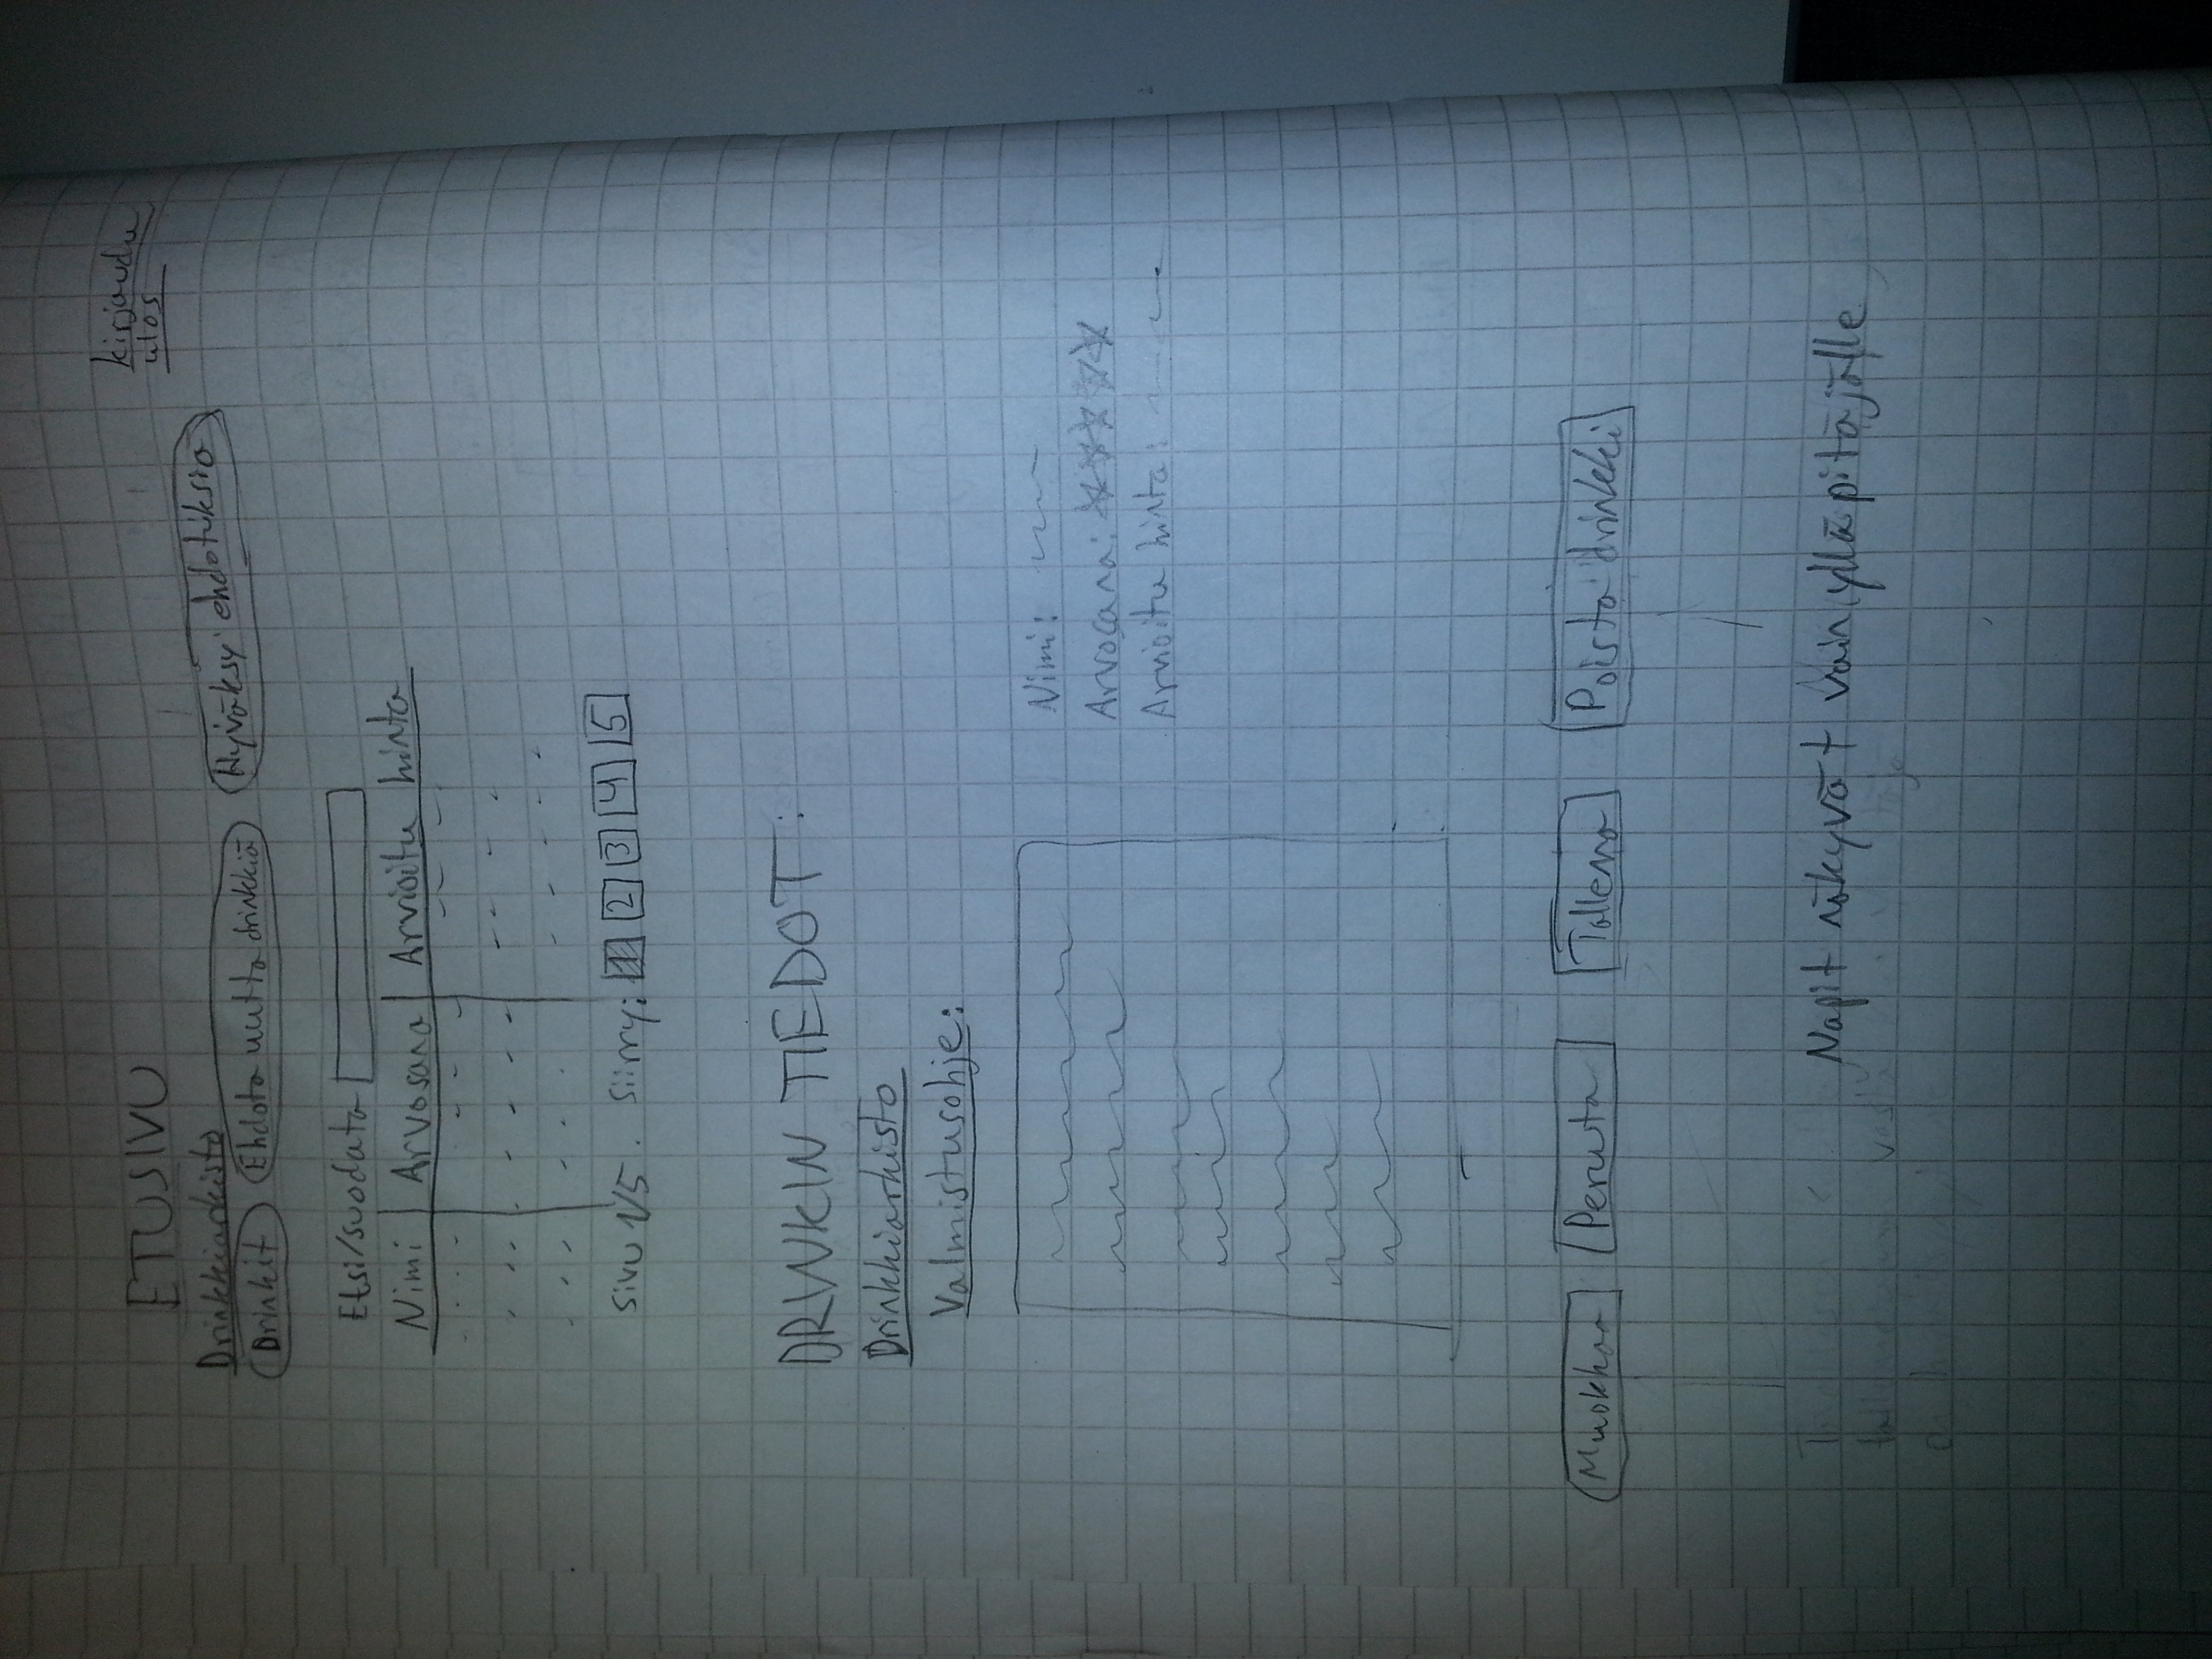 kirjaudu
ulos
ETUSIVU
Drinkkiarkisto
Drinkit Ehdota uutta drinkkiä Hyväksy ehdotuksia
Etsi/suodata
Nimi Arvosana Arvioitu hinta
Sivu 1/5. Siirry: 1 2 3 4 5
DRINKIN TIEDOT:
Drinkkiarkisto
Valmistusohje:
Nimi:
Arvosana:
Arvioitu hinta:
Muokkaa Peruuta Tallenna Poista drinkki
Napit näkyvät vain ylläpitäjälle